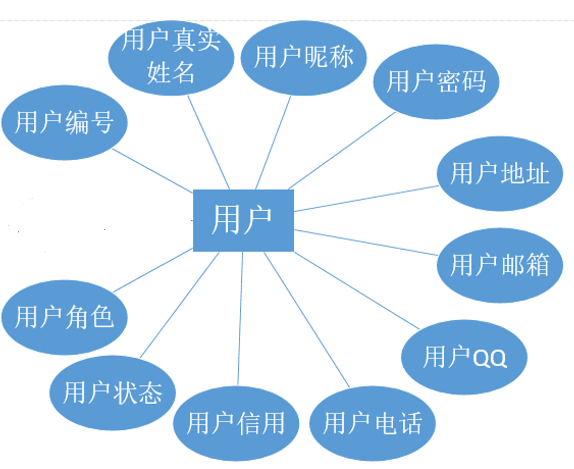 用户真实
姓名
用户昵称
用户密码
用户编号
用户地址
用户
用户邮箱
用户角色
用户QQ
用户状态
用户信用
用户电话